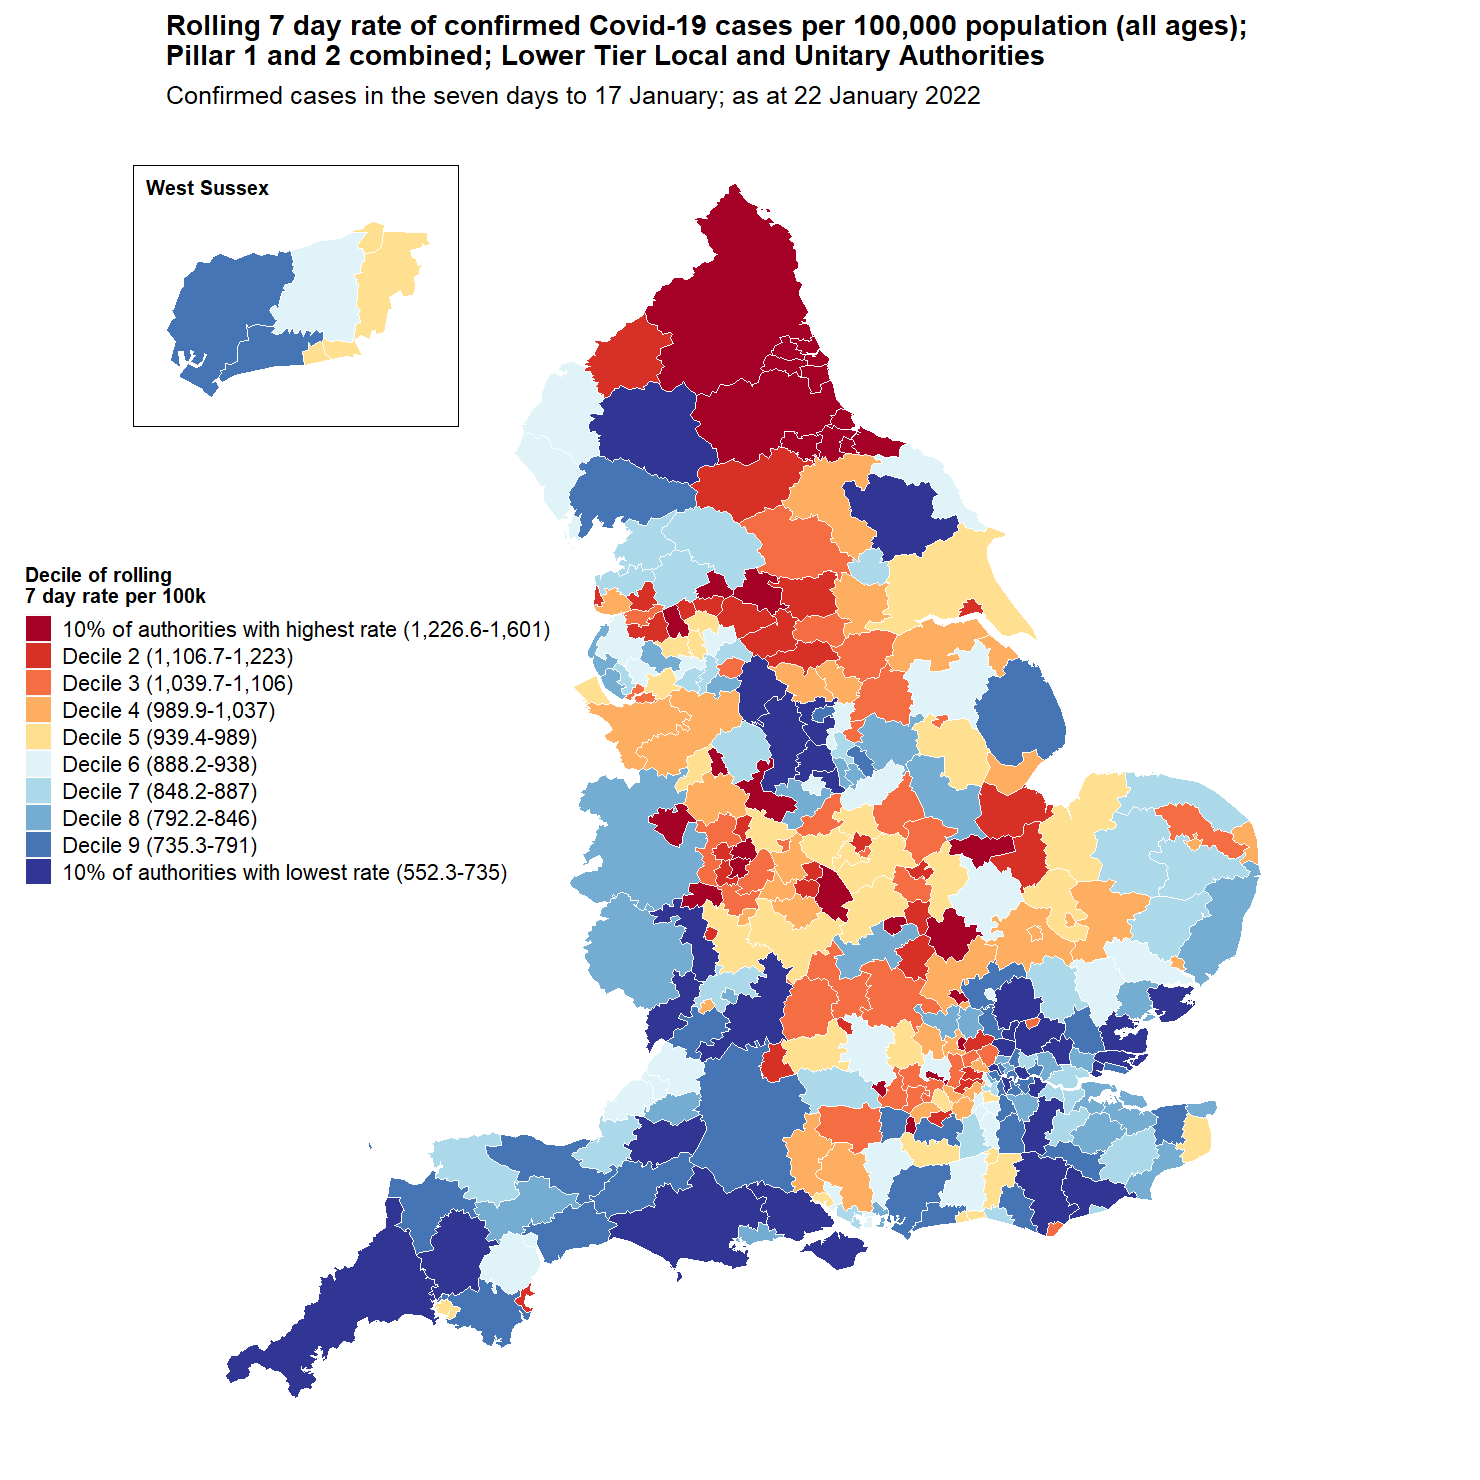 Rolling 7 day rate of confirmed Covid-19 cases per 100,000 population (all ages);
Pillar 1 and 2 combined; Lower Tier Local and Unitary Authorities
Confirmed cases in the seven days to 17 January; as at 22 January 2022
West Sussex
Decile of rolling
7 day rate per 100k
10% of authorities with highest rate (1,226.6-1,601)
Decile 2 (1,106.7-1,223)
Decile 3 (1,039.7-1,106)
Decile 4 (989.9-1,037)
Decile 5 (939.4-989)
Decile 6 (888.2-938)
Decile 7 (848.2-887)
Decile 8 (792.2-846)
Decile 9 (735.3-791)
10% of authorities with lowest rate (552.3-735)